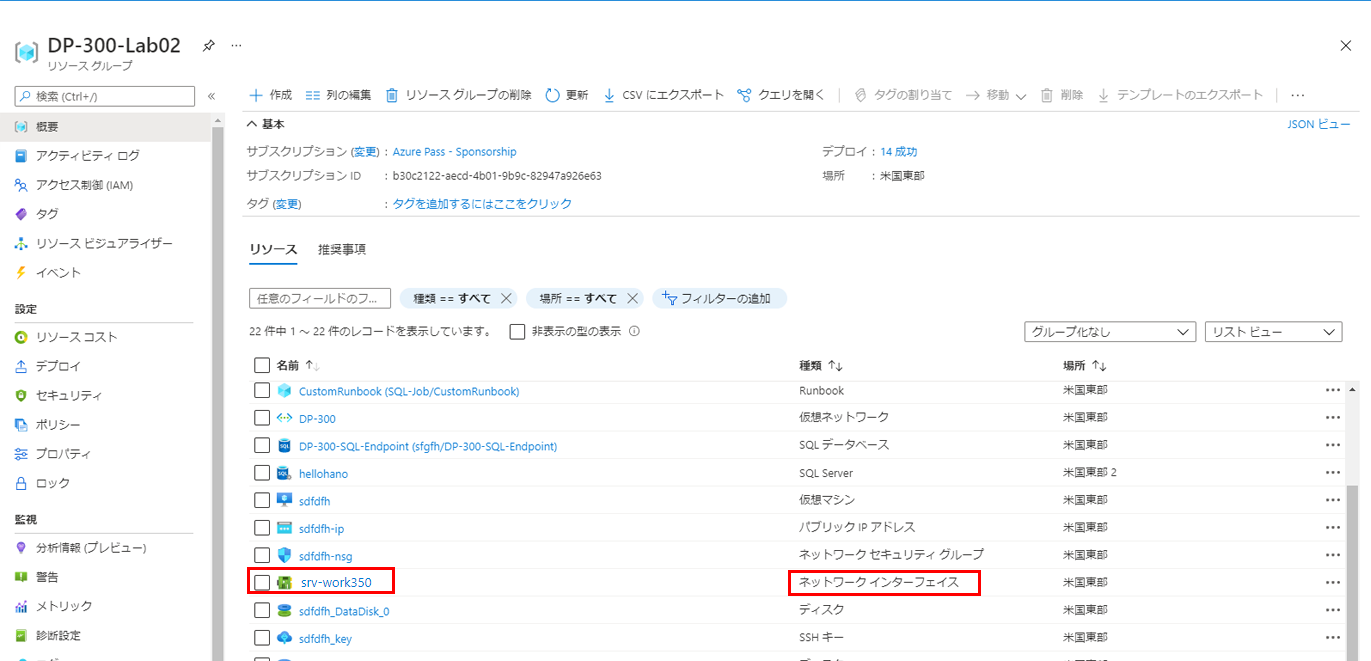 DP-300-Lab02
リソース グループ
検索 (Ctrl+/)
概要
アクティビティ ログ
アクセス制御 (IAM)
タグ
リソース ビジュアライザー
イベント
設定
リソース コスト
デプロイ
セキュリティ
ポリシー
プロパティ
ロック
監視
分析情報 (プレビュー)
警告
メトリック
診断設定
作成 列の編集 リソース グループの削除 更新 CSV にエクスポート クエリを開く タグの割り当て 移動 削除 テンプレートのエクスポート
基本 JSON ビュー
サブスクリプション (変更) : Azure Pass - Sponsorship デプロイ : 14 成功
サブスクリプション ID : b30c2122-aecd-4b01-9b9c-82947a926e63 場所 : 米国東部
タグ (変更) : タグを追加するにはここをクリック
リソース 推奨事項
任意のフィールドのフ... 種類 == すべて 場所 == すべて フィルターの追加
22 件中 1 ～ 22 件のレコードを表示しています。 非表示の型の表示 グループ化なし リスト ビュー
名前 ↑↓ 種類 ↑↓ 場所 ↑↓
CustomRunbook (SQL-Job/CustomRunbook) Runbook 米国東部
DP-300 仮想ネットワーク 米国東部
DP-300-SQL-Endpoint (sfgfh/DP-300-SQL-Endpoint) SQL データベース 米国東部
hellohano SQL Server 米国東部 2
sdfdfh 仮想マシン 米国東部
sdfdfh-ip パブリック IP アドレス 米国東部
sdfdfh-nsg ネットワーク セキュリティ グループ 米国東部
srv-work350 ネットワーク インターフェイス 米国東部
sdfdfh_DataDisk_0 ディスク 米国東部
sdfdfh_key SSH キー 米国東部